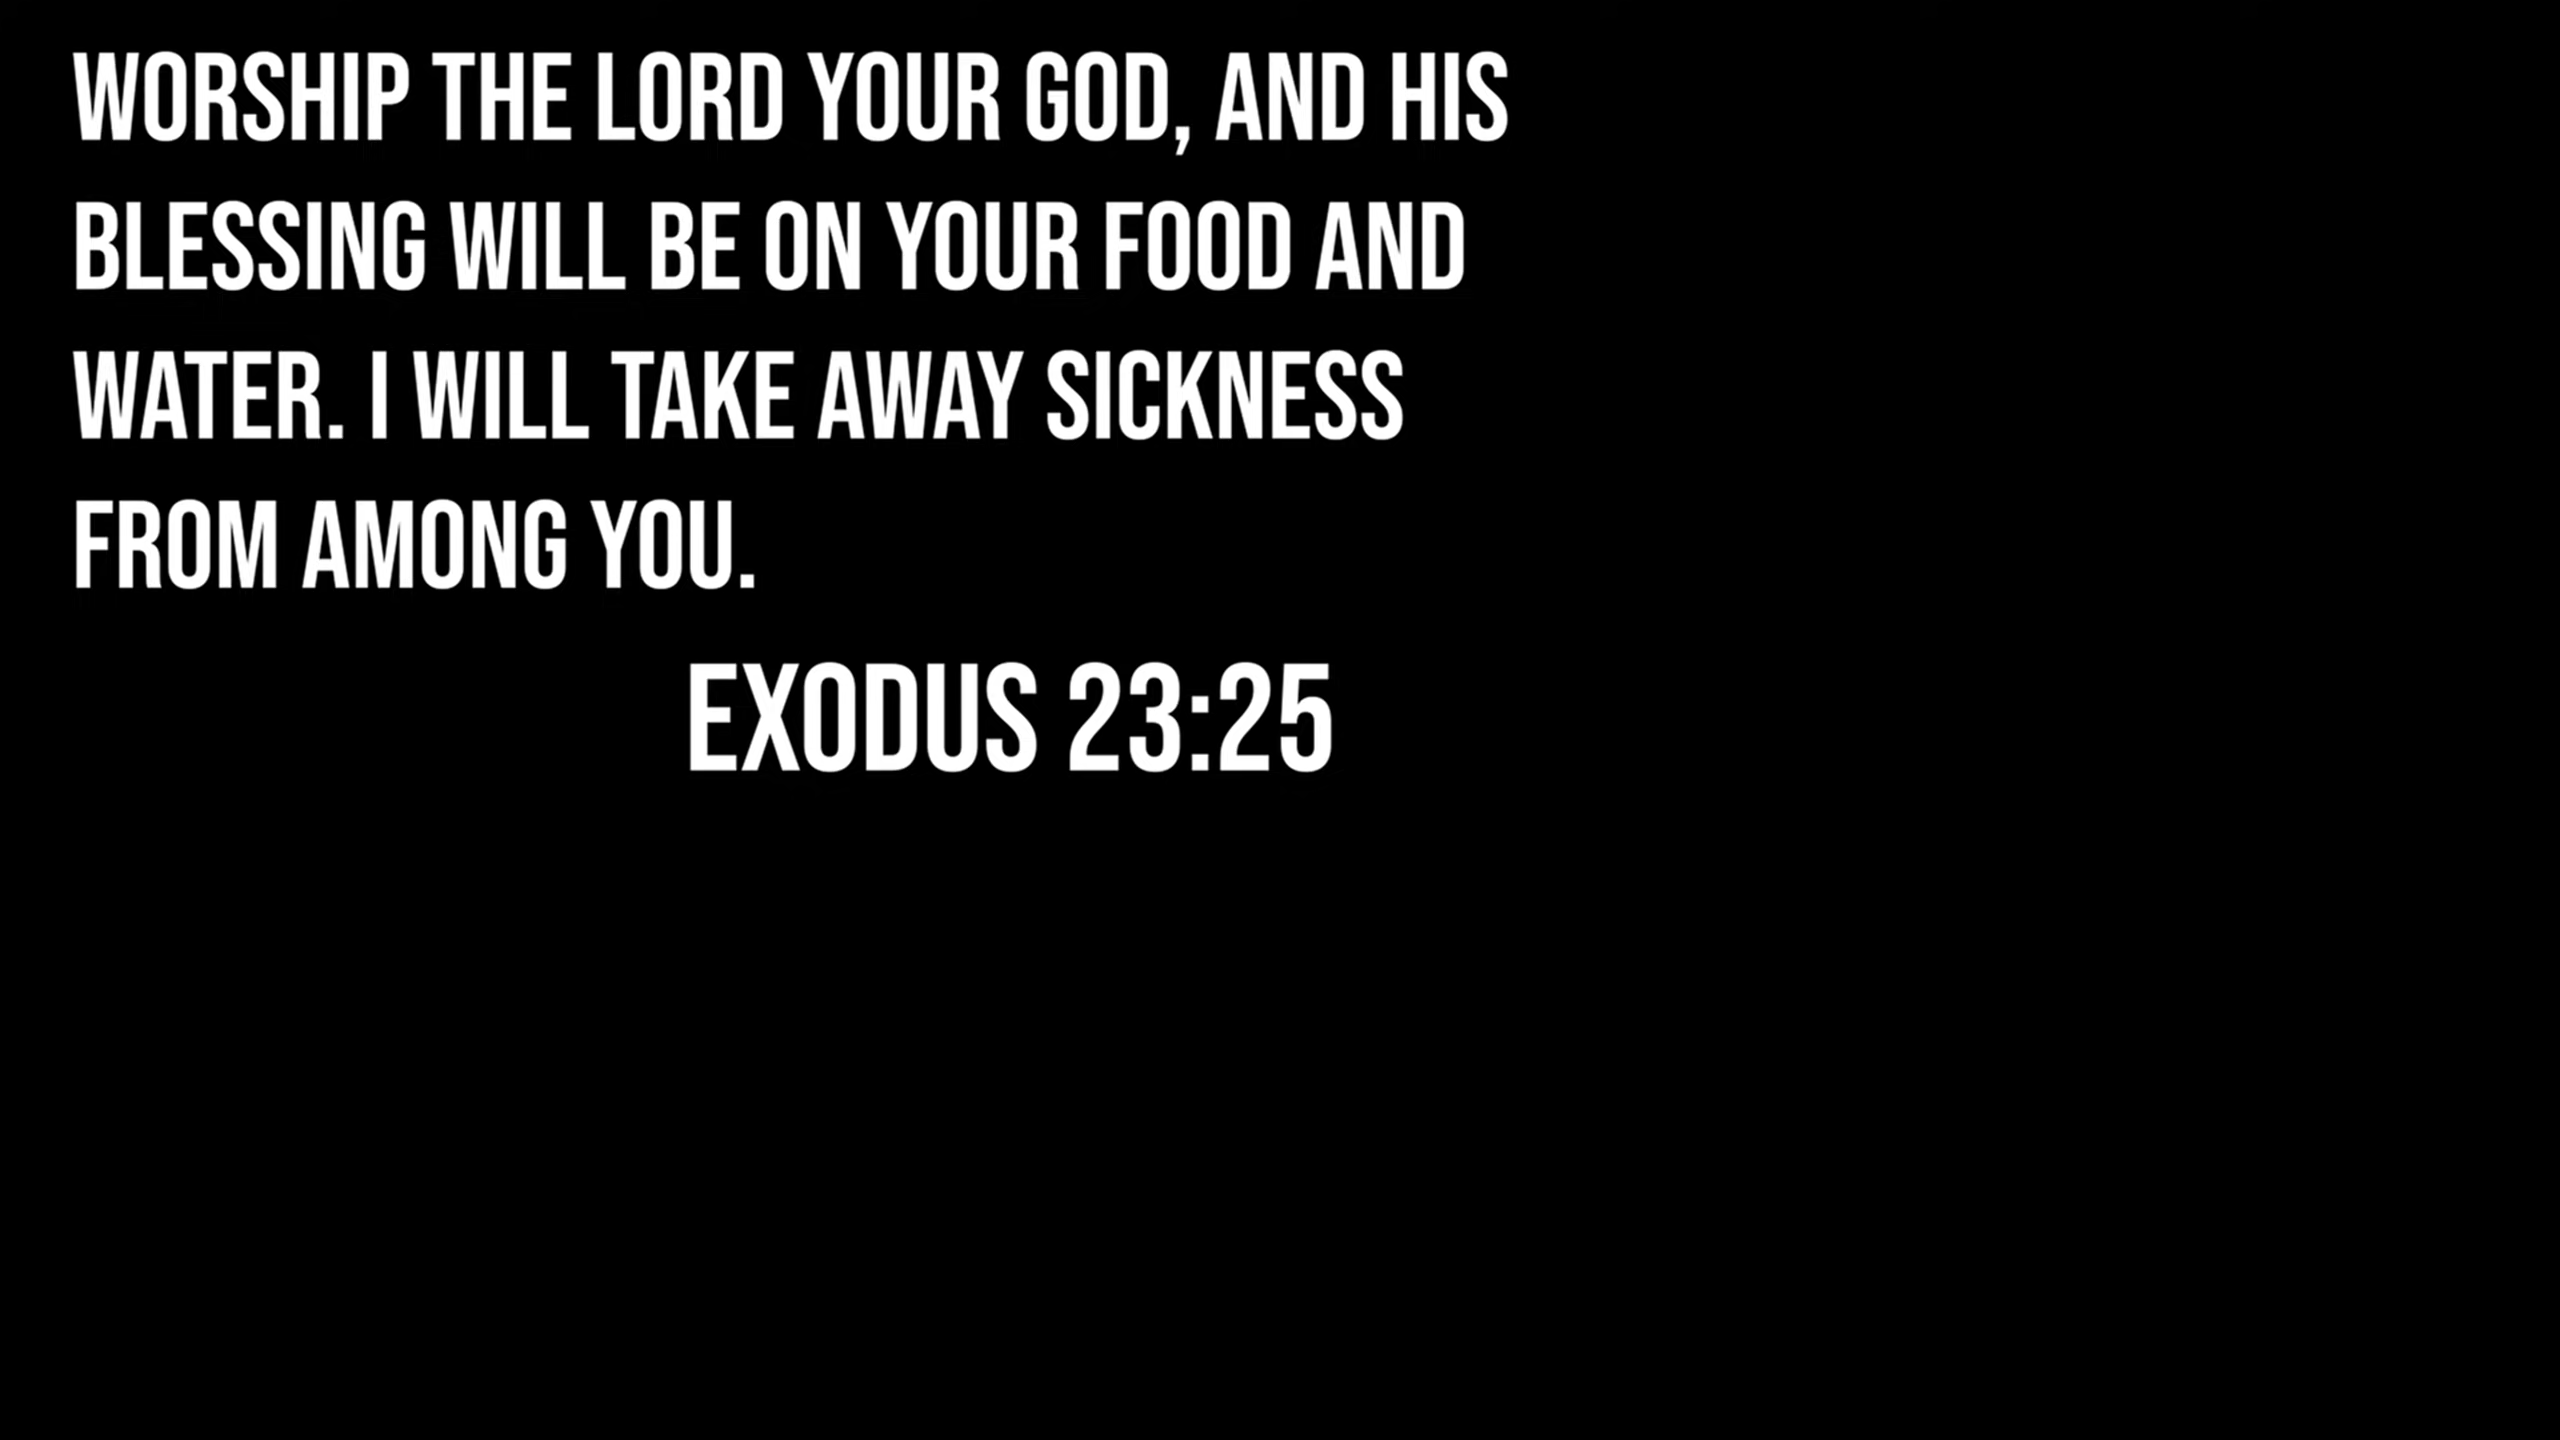 WORSHIP THE LORD YOUR GOD, AND HIS
BLESSING WILL BE ON YOUR FOOD AND
WATER. I WILL TAKE AWAY SICKNESS
FROM AMONG YOU.
EXODUS 23:25